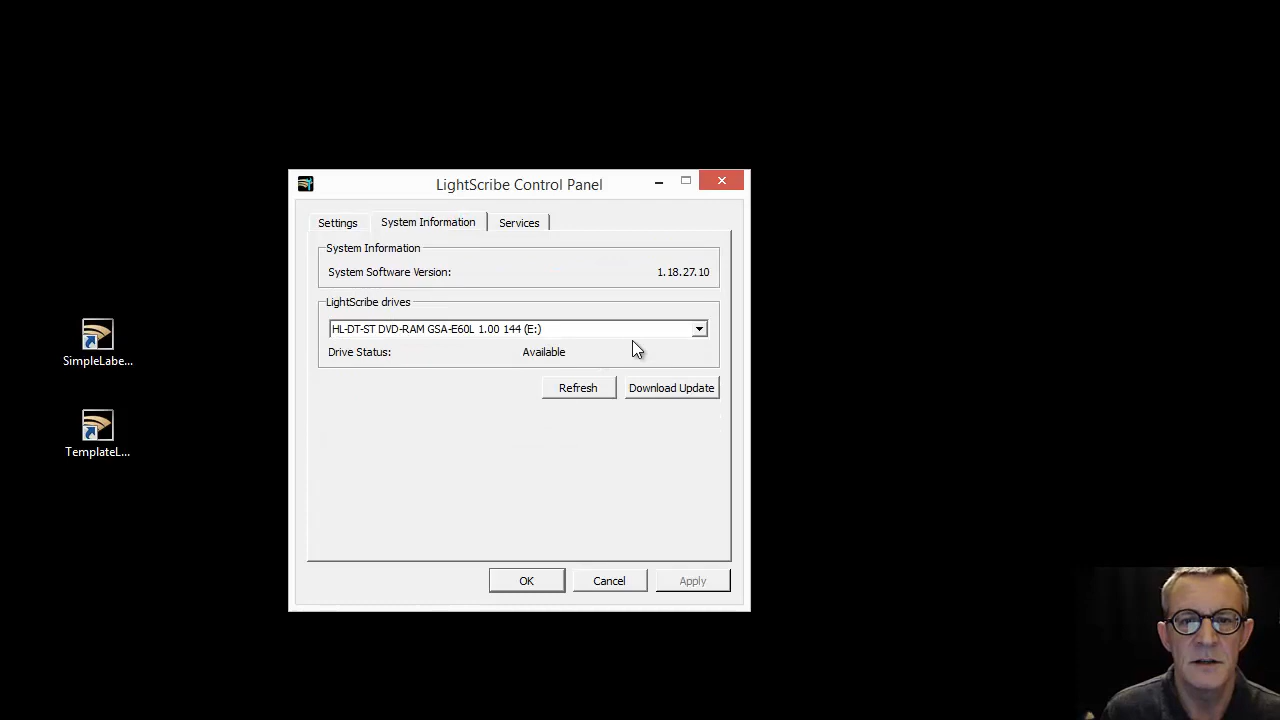 LightScribe Control Panel
Settings
System Information
Services
System Information
System Software Version: 1.18.27.10
LightScribe drives
HL-DT-ST DVD-RAM GSA-E60L 1.00 144 (E:)
Drive Status: Available
Refresh
Download Update
SimpleLabe...
TemplateL...
OK
Cancel
Apply